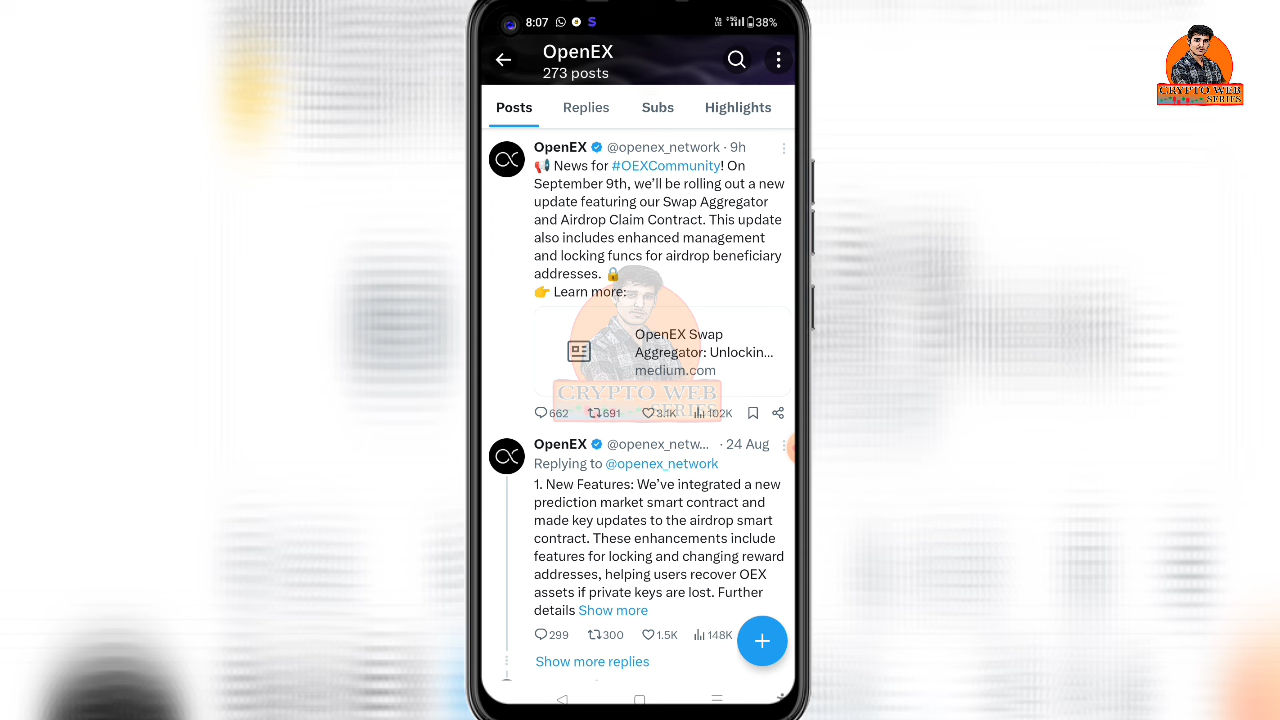 8:07
38%
OpenEX
273 posts
Posts Replies Subs Highlights
OpenEX @openex_network · 9h
📢 News for #OEXCommunity! On
September 9th, we’ll be rolling out a new
update featuring our Swap Aggregator
and Airdrop Claim Contract. This update
also includes enhanced management
and locking funcs for airdrop beneficiary
addresses. 🔒
👉 Learn more:
OpenEX Swap
Aggregator: Unlockin...
medium.com
662 691 3.1K 102K
OpenEX @openex_netw... · 24 Aug
Replying to @openex_network
1. New Features: We’ve integrated a new
prediction market smart contract and
made key updates to the airdrop smart
contract. These enhancements include
features for locking and changing reward
addresses, helping users recover OEX
assets if private keys are lost. Further
details Show more
299 300 1.5K 148K
Show more replies
CRYPTO WEB
SERIES
CRYPTO WEB
SERIES